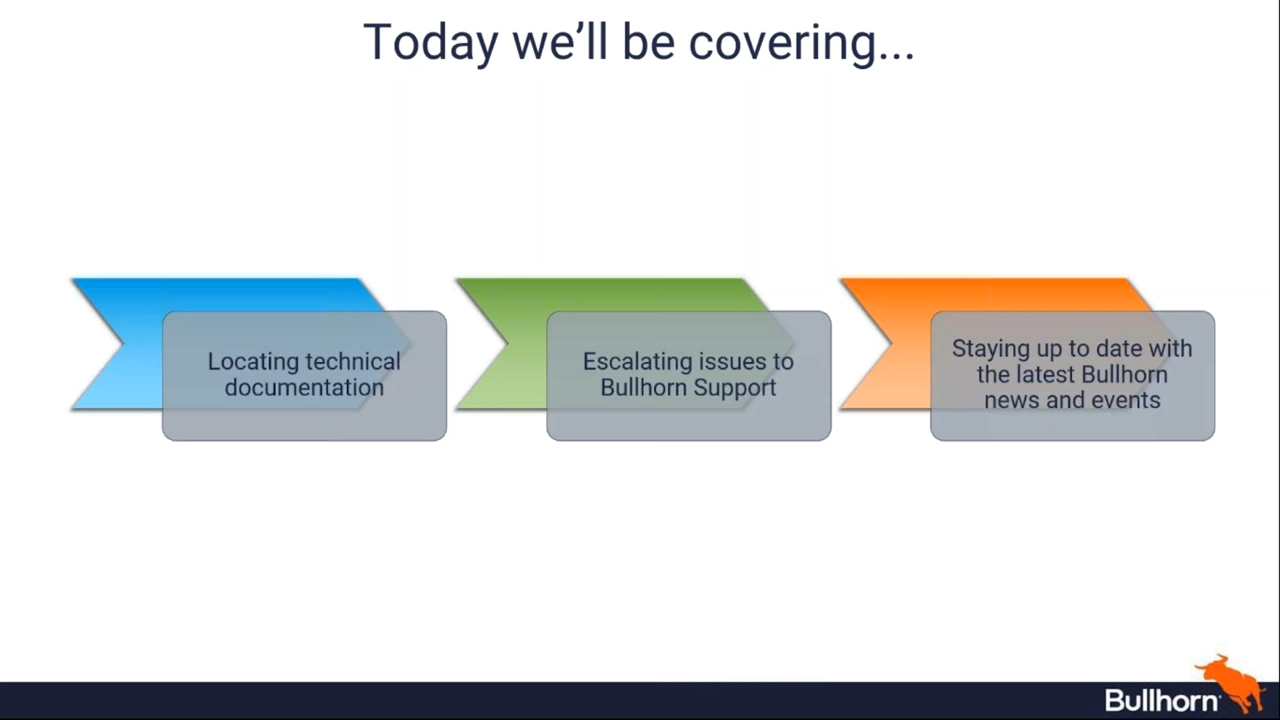 Today we’ll be covering...
Locating technical
documentation
Escalating issues to
Bullhorn Support
Staying up to date with
the latest Bullhorn
news and events
Bullhorn